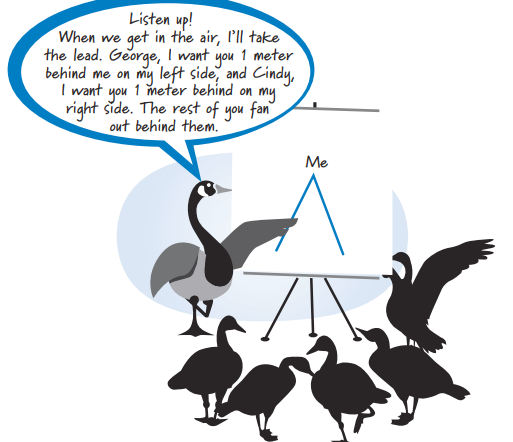 Listen up!
When we get in the air, I'll take
the lead. George, I want you 1 meter
behind me on my left side, and Cindy,
I want you 1 meter behind on my
right side. The rest of you fan
out behind them.
Me